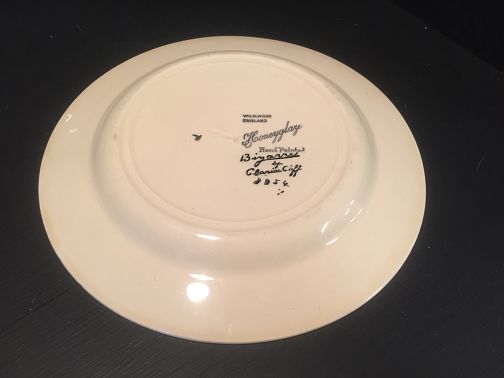 WILKINSON
ENGLAND
Honeyglaze
Hand Painted
Bizarre
by
Clarice Cliff